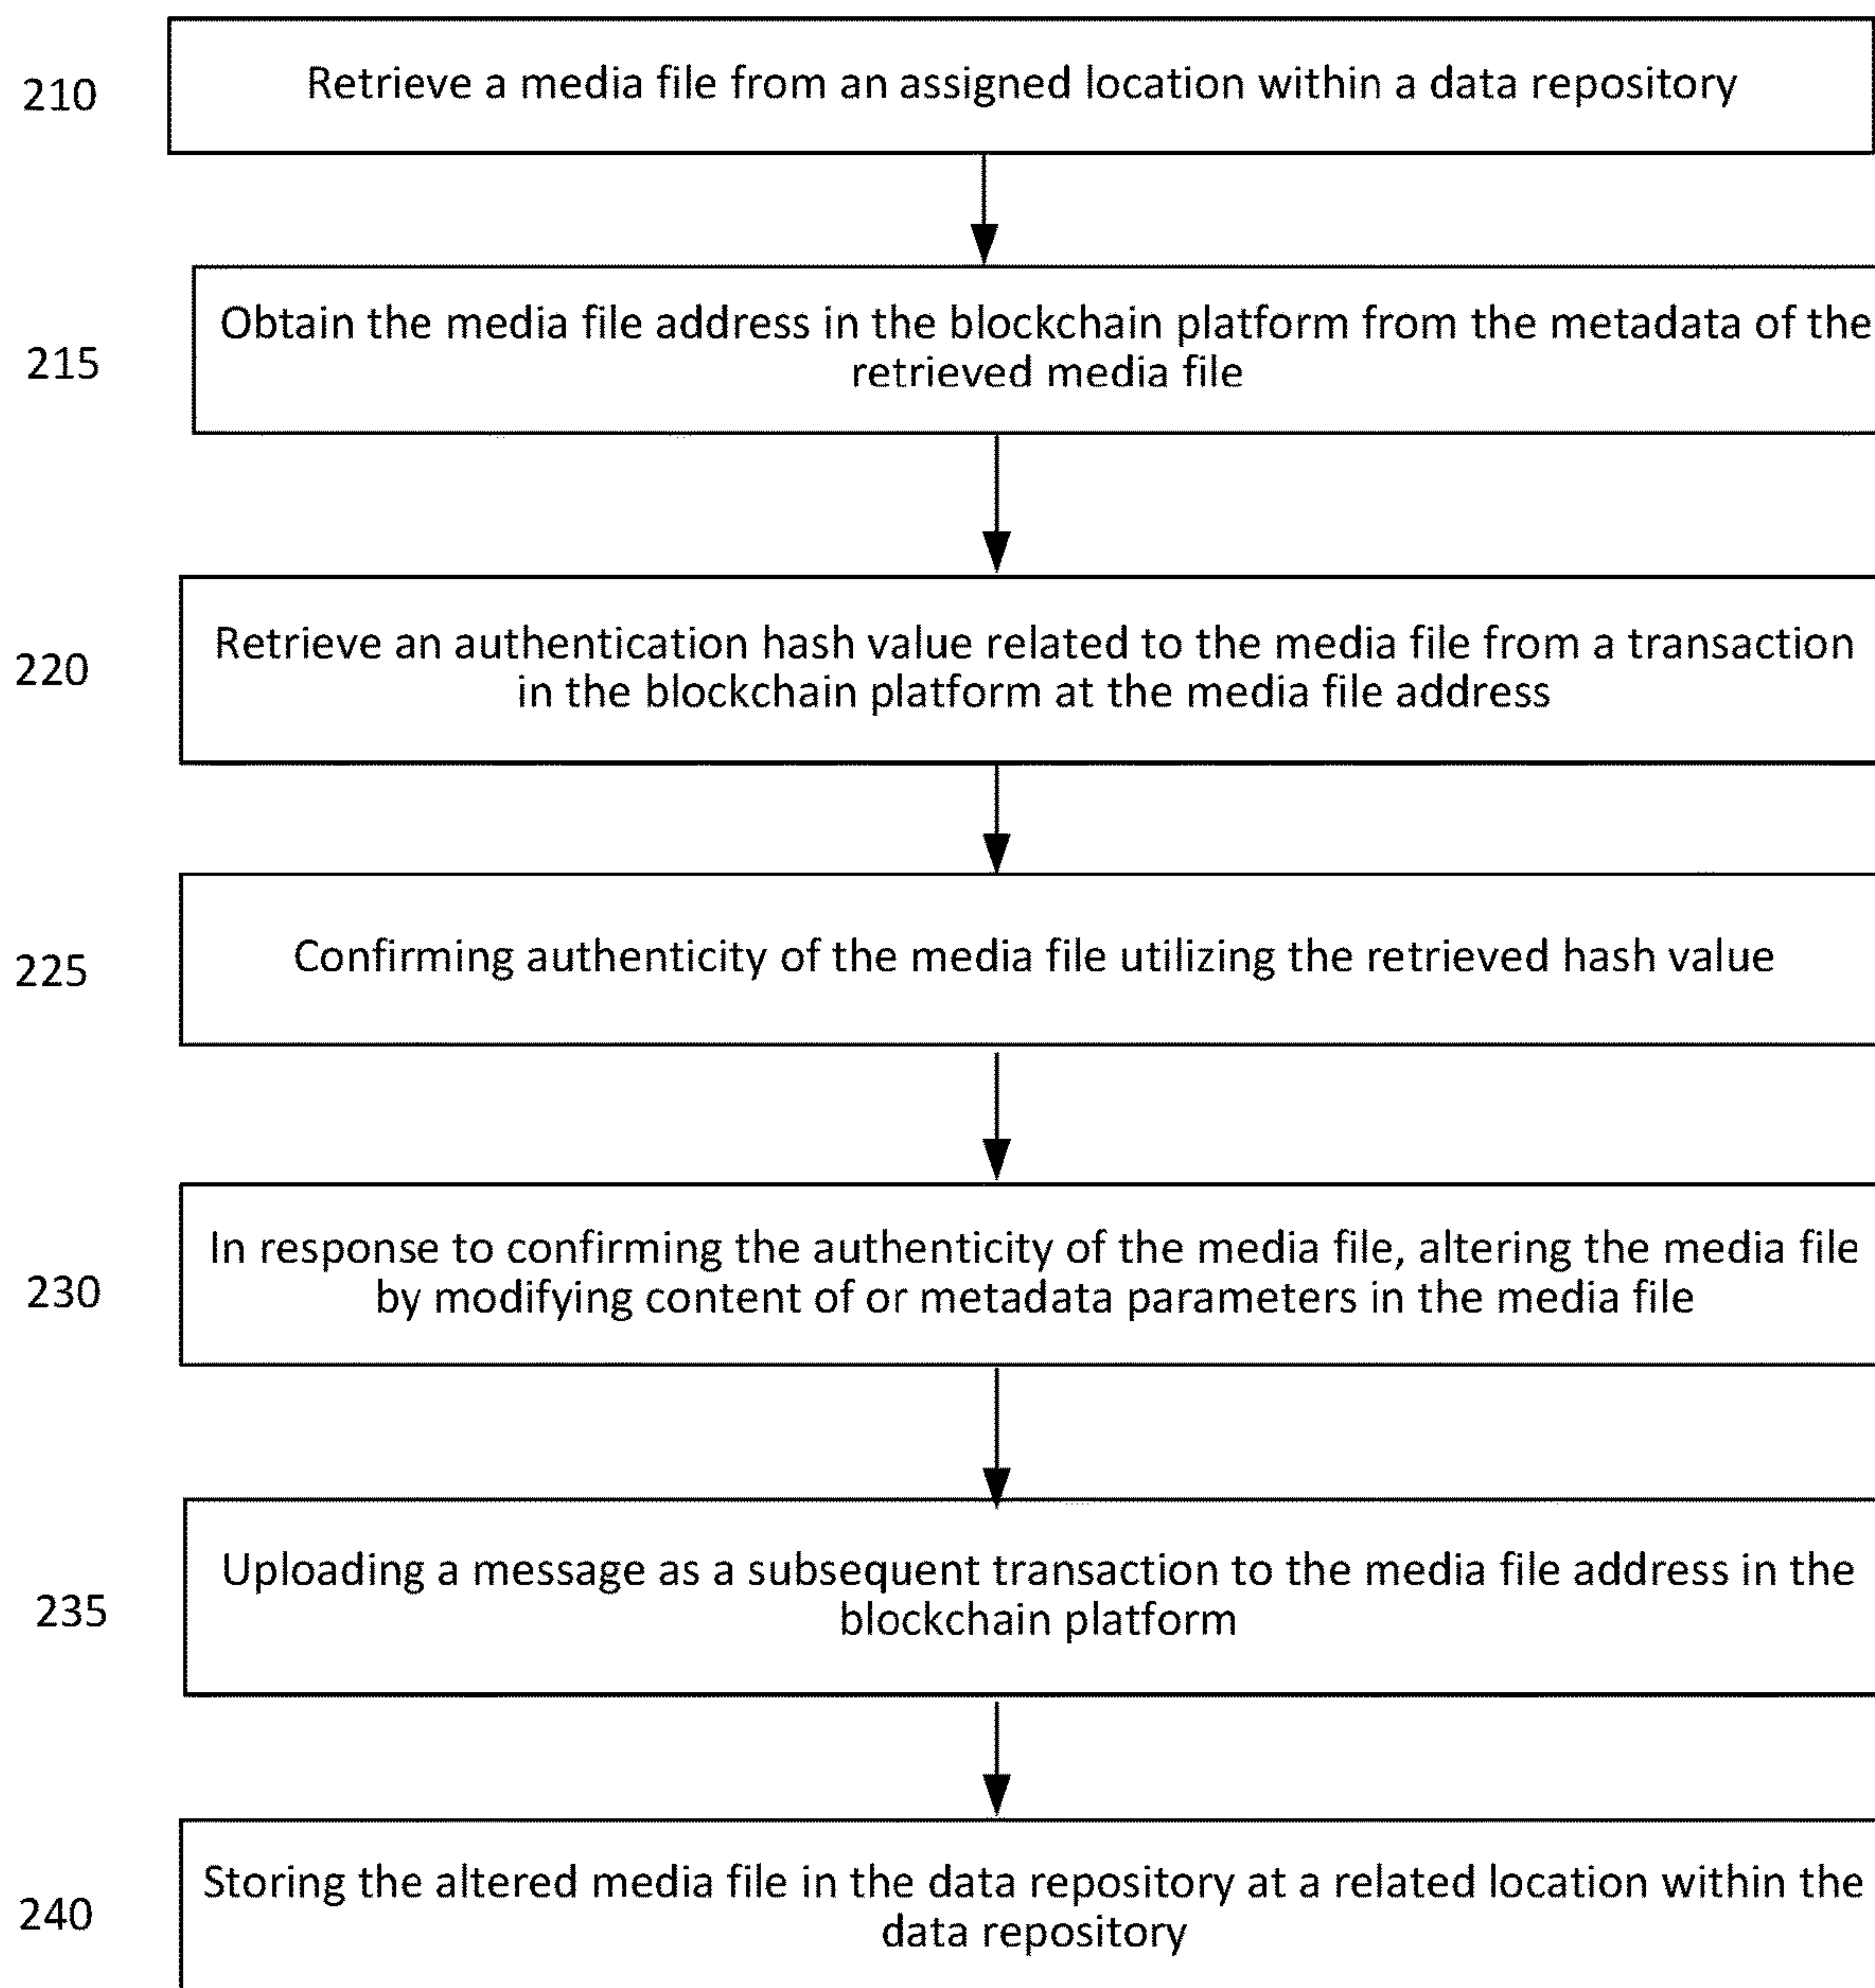 210
Retrieve a media file from an assigned location within a data repository
215
Obtain the media file address in the blockchain platform from the metadata of the
retrieved media file
220
Retrieve an authentication hash value related to the media file from a transaction
in the blockchain platform at the media file address
225
Confirming authenticity of the media file utilizing the retrieved hash value
230
In response to confirming the authenticity of the media file, altering the media file
by modifying content of or metadata parameters in the media file
235
Uploading a message as a subsequent transaction to the media file address in the
blockchain platform
240
Storing the altered media file in the data repository at a related location within the
data repository